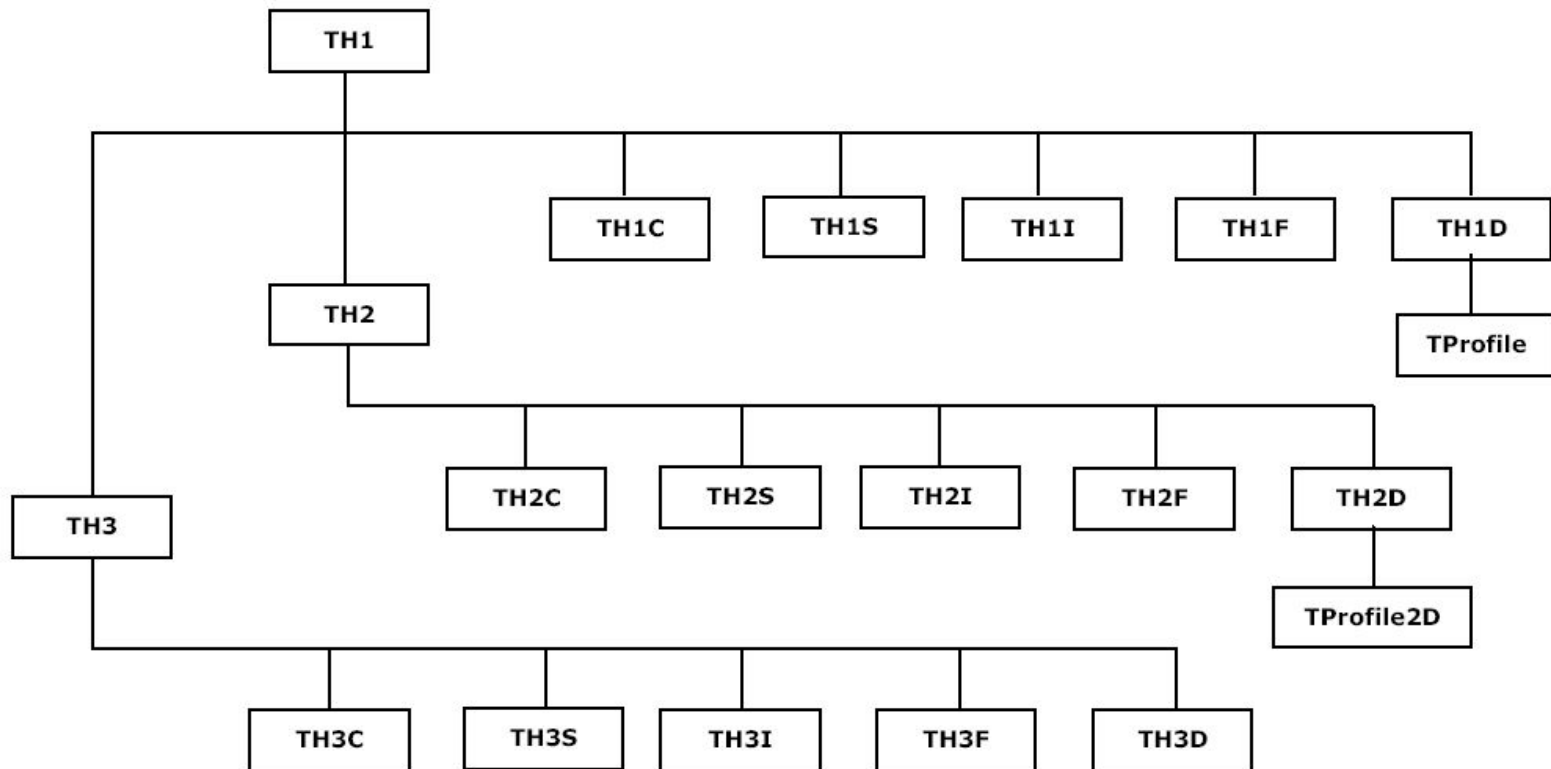 TH1
TH1C
TH1S
TH1I
TH1F
TH1D
TH2
TProfile
TH2C
TH2S
TH2I
TH2F
TH2D
TH3
TProfile2D
TH3C
TH3S
TH3I
TH3F
TH3D